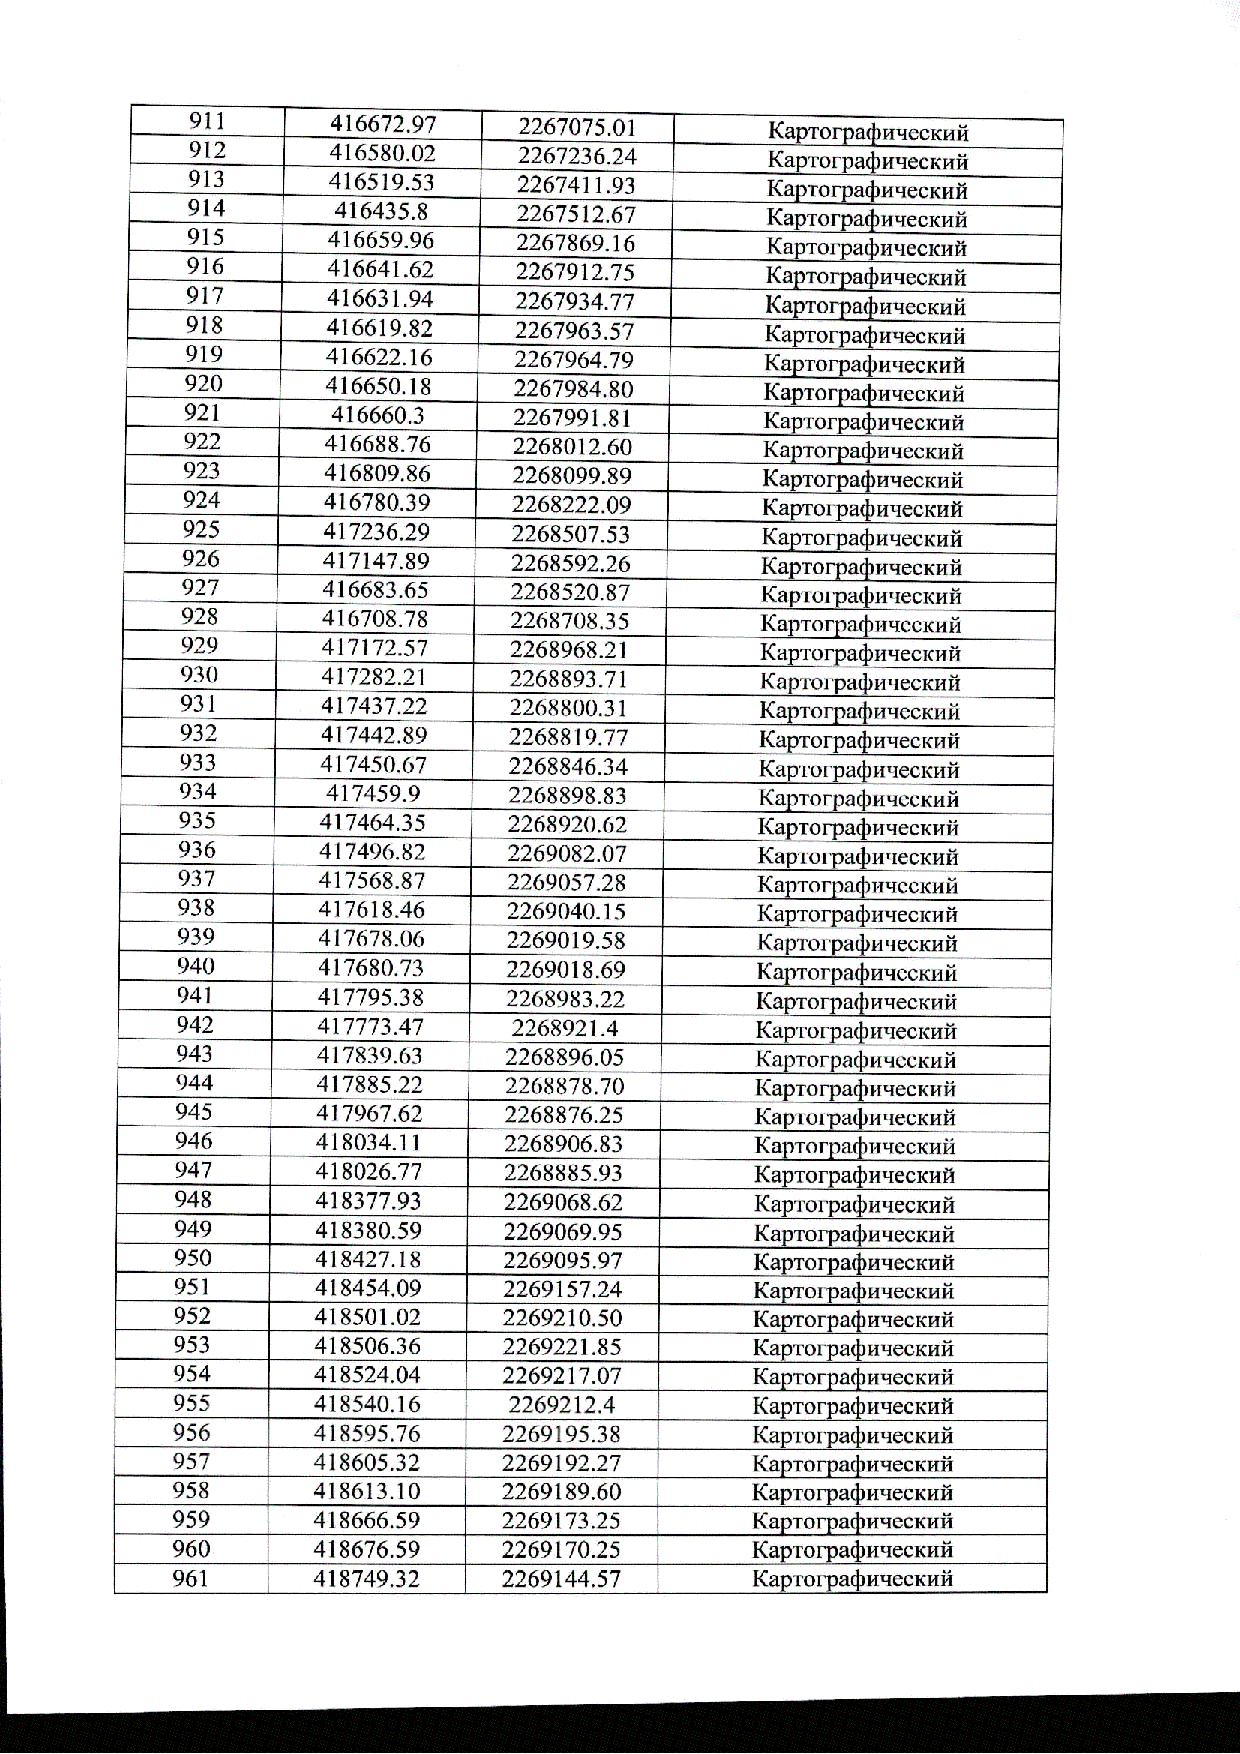 911 416672.97 2267075.01 Картографический
912 416580.02 2267236.24 Картографический
913 416519.53 2267411.93 Картографический
914 416435.8 2267512.67 Картографический
915 416659.96 2267869.16 Картографический
916 416641.62 2267912.75 Картографический
917 416631.94 2267934.77 Картографический
918 416619.82 2267963.57 Картографический
919 416622.16 2267964.79 Картографический
920 416650.18 2267984.80 Картографический
921 416660.3 2267991.81 Картографический
922 416688.76 2268012.60 Картографический
923 416809.86 2268099.89 Картографический
924 416780.39 2268222.09 Картографический
925 417236.29 2268507.53 Картографический
926 417147.89 2268592.26 Картографический
927 416683.65 2268520.87 Картографический
928 416708.78 2268708.35 Картографический
929 417172.57 2268968.21 Картографический
930 417282.21 2268893.71 Картографический
931 417437.22 2268800.31 Картографический
932 417442.89 2268819.77 Картографический
933 417450.67 2268846.34 Картографический
934 417459.9 2268898.83 Картографический
935 417464.35 2268920.62 Картографический
936 417496.82 2269082.07 Картографический
937 417568.87 2269057.28 Картографический
938 417618.46 2269040.15 Картографический
939 417678.06 2269019.58 Картографический
940 417680.73 2269018.69 Картографический
941 417795.38 2268983.22 Картографический
942 417773.47 2268921.4 Картографический
943 417839.63 2268896.05 Картографический
944 417885.22 2268878.70 Картографический
945 417967.62 2268876.25 Картографический
946 418034.11 2268906.83 Картографический
947 418026.77 2268885.93 Картографический
948 418377.93 2269068.62 Картографический
949 418380.59 2269069.95 Картографический
950 418427.18 2269095.97 Картографический
951 418454.09 2269157.24 Картографический
952 418501.02 2269210.50 Картографический
953 418506.36 2269221.85 Картографический
954 418524.04 2269217.07 Картографический
955 418540.16 2269212.4 Картографический
956 418595.76 2269195.38 Картографический
957 418605.32 2269192.27 Картографический
958 418613.10 2269189.60 Картографический
959 418666.59 2269173.25 Картографический
960 418676.59 2269170.25 Картографический
961 418749.32 2269144.57 Картографический